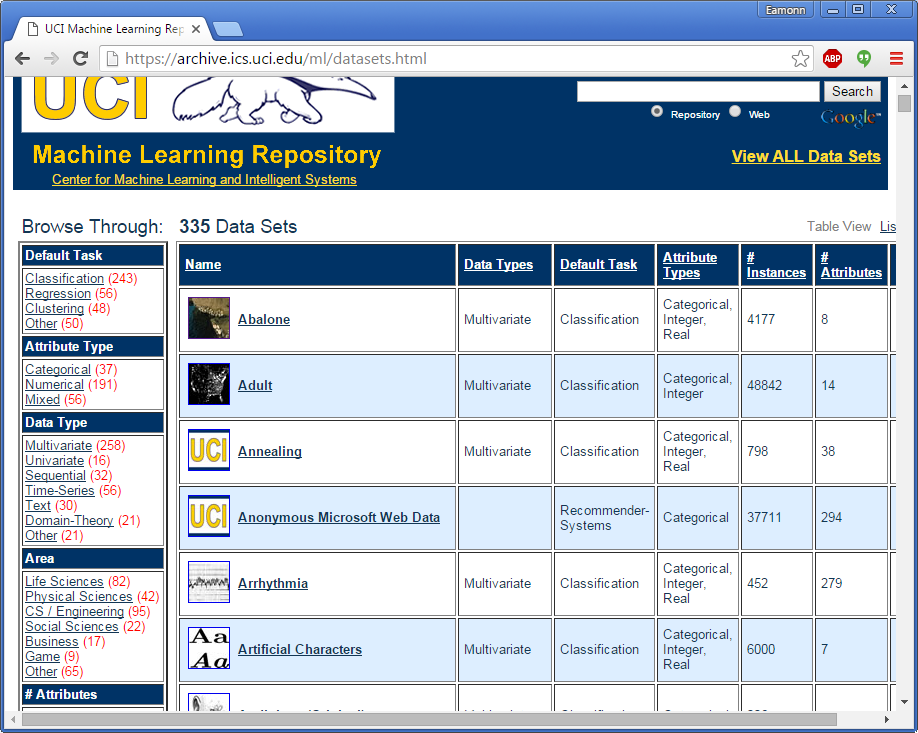 Eamonn
UCI Machine Learning Rep
https://archive.ics.uci.edu/ml/datasets.html
ABP
UCI
Search
Repository Web
Google™
Machine Learning Repository
Center for Machine Learning and Intelligent Systems
View ALL Data Sets
Browse Through:
335 Data Sets
Table View Lis
Default Task
Classification (243)
Regression (56)
Clustering (48)
Other (50)
Attribute Type
Categorical (37)
Numerical (191)
Mixed (56)
Data Type
Multivariate (258)
Univariate (16)
Sequential (32)
Time-Series (56)
Text (30)
Domain-Theory (21)
Other (21)
Area
Life Sciences (82)
Physical Sciences (42)
CS / Engineering (95)
Social Sciences (22)
Business (17)
Game (9)
Other (65)
# Attributes
Name Data Types Default Task Attribute Types # Instances # Attributes
Abalone Multivariate Classification Categorical, Integer, Real 4177 8
Adult Multivariate Classification Categorical, Integer 48842 14
UCI Annealing Multivariate Classification Categorical, Integer, Real 798 38
UCI Anonymous Microsoft Web Data Recommender-Systems Categorical 37711 294
Arrhythmia Multivariate Classification Categorical, Integer, Real 452 279
Aa Aa Artificial Characters Multivariate Classification Categorical, Integer, Real 6000 7